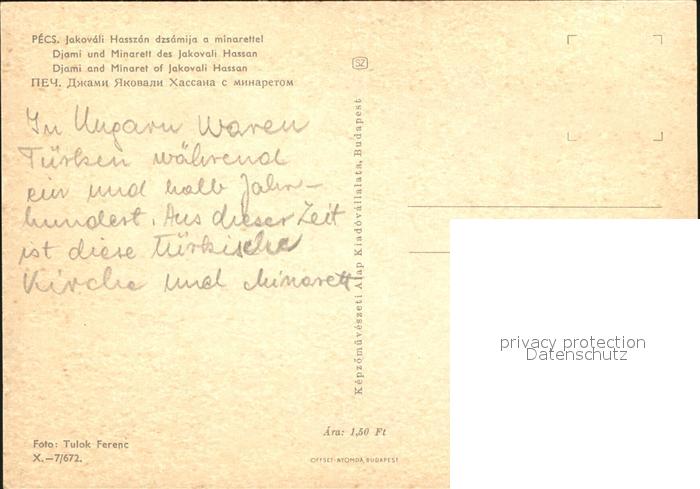 PÉCS. Jakováli Hasszán dzsámija a minarettel
Djami und Minarett des Jakovali Hassan
Djami and Minaret of Jakovali Hassan
ПЕЧ. Джами Яковали Хассана с минаретом
In Ungarn waren
Türken während
ein und halb Jahr-
hundert. Aus dieser Zeit
ist diese Türkische
Kirche und Minarett
Foto: Tulok Ferenc
X.—7/672.
SZ
Képzőművészeti Alap Kiadóvállalata, Budapest
Ára: 1,50 Ft
OFFSET-NYOMDA, BUDAPEST
privacy protection
Datenschutz